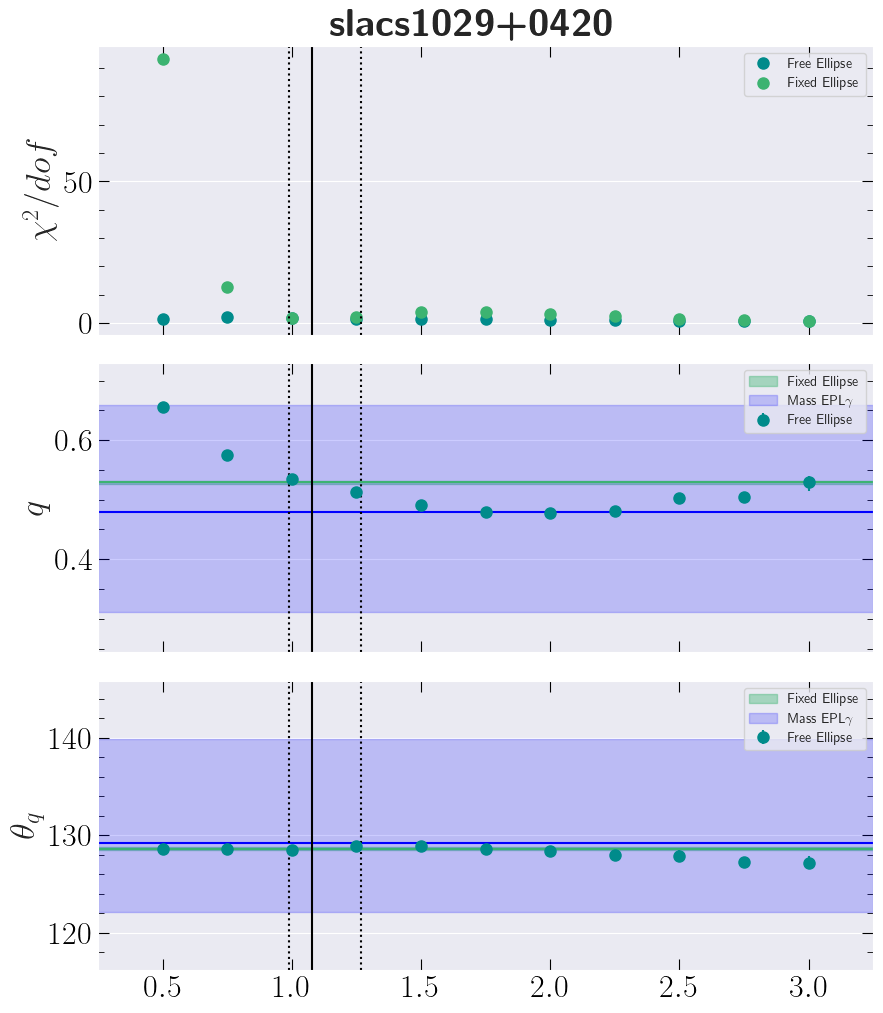 slacs1029+0420
χ²/dof
50
0
Free Ellipse
Fixed Ellipse
q
0.6
0.4
Fixed Ellipse
Mass EPLγ
Free Ellipse
θq
140
130
120
Fixed Ellipse
Mass EPLγ
Free Ellipse
0.5 1.0 1.5 2.0 2.5 3.0